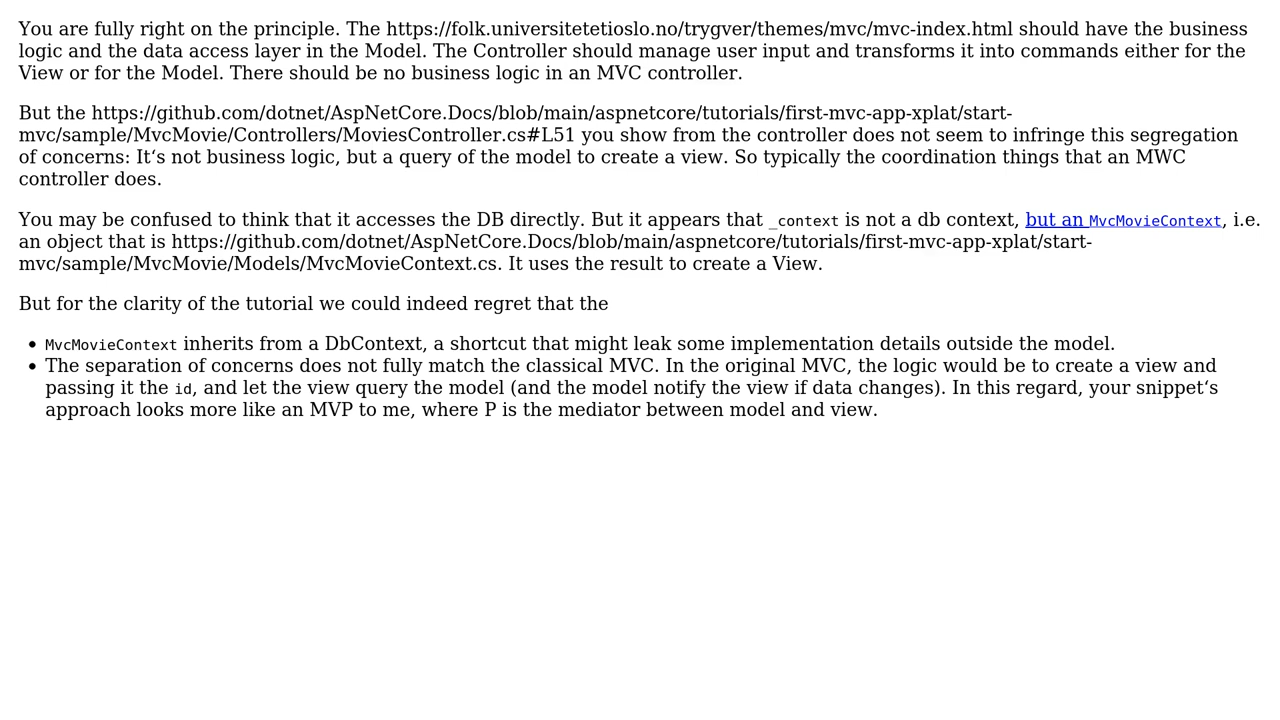 You are fully right on the principle. The https://folk.universitetetioslo.no/trygver/themes/mvc/mvc-index.html should have the business
logic and the data access layer in the Model. The Controller should manage user input and transforms it into commands either for the
View or for the Model. There should be no business logic in an MVC controller.
But the https://github.com/dotnet/AspNetCore.Docs/blob/main/aspnetcore/tutorials/first-mvc-app-xplat/start-
mvc/sample/MvcMovie/Controllers/MoviesController.cs#L51 you show from the controller does not seem to infringe this segregation
of concerns: It‘s not business logic, but a query of the model to create a view. So typically the coordination things that an MWC
controller does.
You may be confused to think that it accesses the DB directly. But it appears that _context is not a db context, but an MvcMovieContext, i.e.
an object that is https://github.com/dotnet/AspNetCore.Docs/blob/main/aspnetcore/tutorials/first-mvc-app-xplat/start-
mvc/sample/MvcMovie/Models/MvcMovieContext.cs. It uses the result to create a View.
But for the clarity of the tutorial we could indeed regret that the
• MvcMovieContext inherits from a DbContext, a shortcut that might leak some implementation details outside the model.
• The separation of concerns does not fully match the classical MVC. In the original MVC, the logic would be to create a view and
passing it the id, and let the view query the model (and the model notify the view if data changes). In this regard, your snippet‘s
approach looks more like an MVP to me, where P is the mediator between model and view.